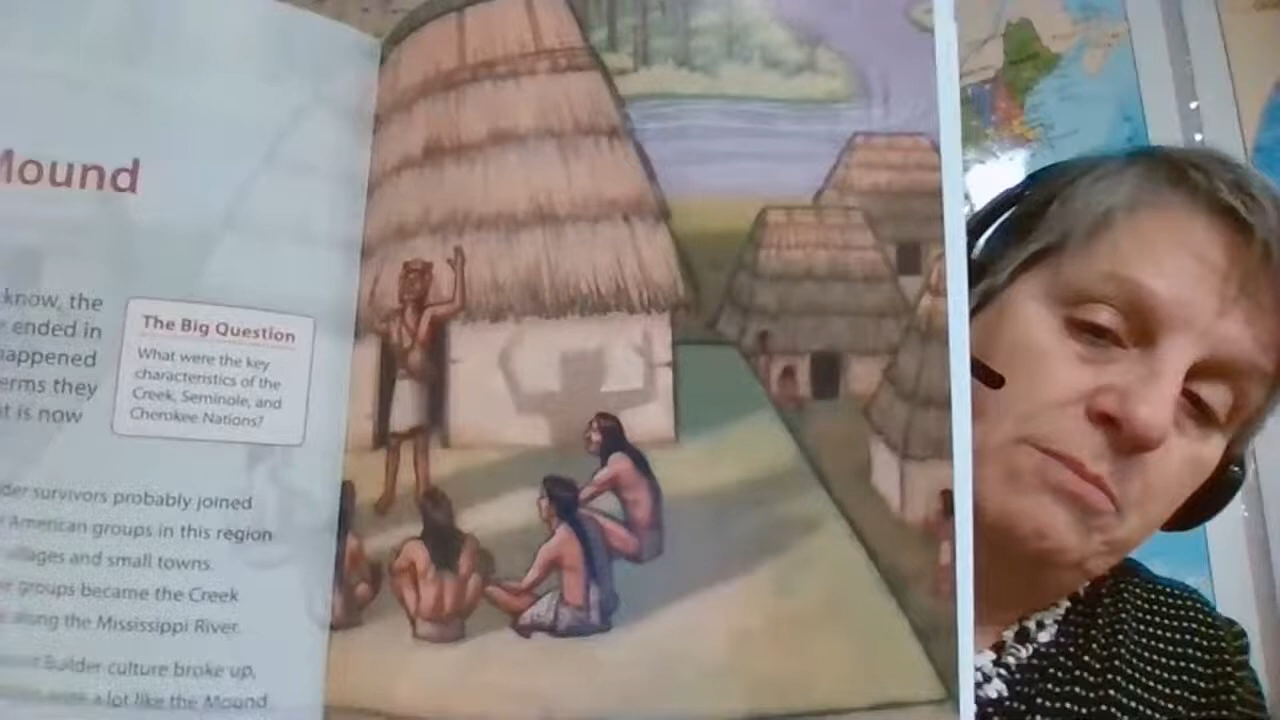 Mound
know, the
ended in
happened
erms they
t is now
The Big Question
What were the key
characteristics of the
Creek, Seminole, and
Cherokee Nations?
der survivors probably joined
American groups in this region
ages and small towns.
groups became the Creek
along the Mississippi River.
Builder culture broke up,
a lot like the Mound